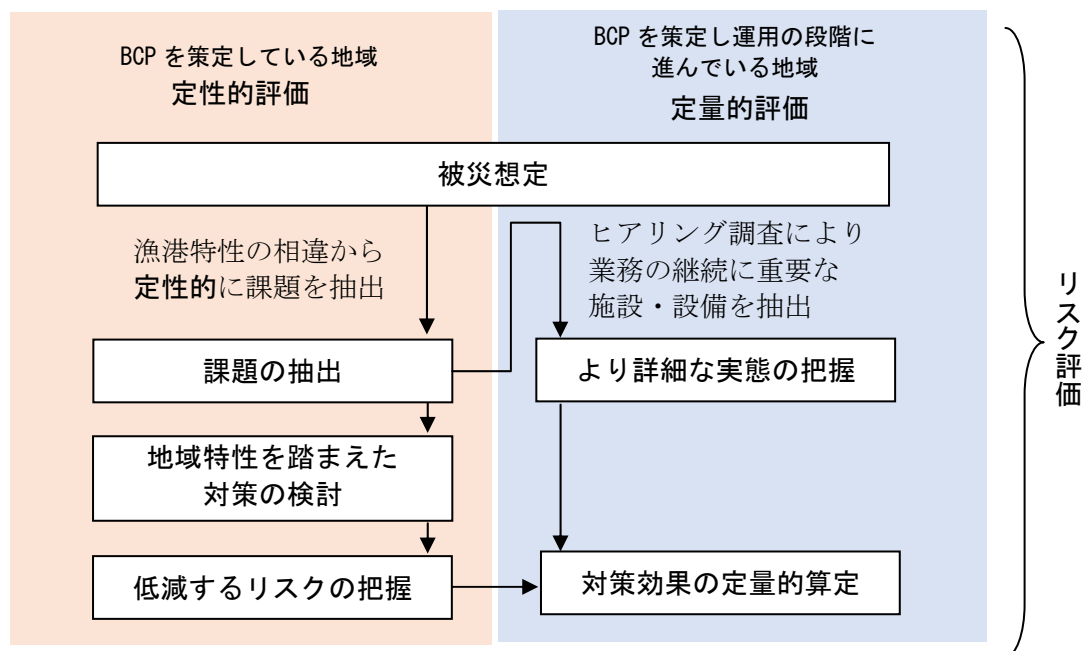 BCP を策定している地域
定性的評価
BCP を策定し運用の段階に
進んでいる地域
定量的評価
被災想定
漁港特性の相違から
定性的に課題を抽出
ヒアリング調査により
業務の継続に重要な
施設・設備を抽出
課題の抽出
より詳細な実態の把握
地域特性を踏まえた
対策の検討
低減するリスクの把握
対策効果の定量的算定
リスク評価